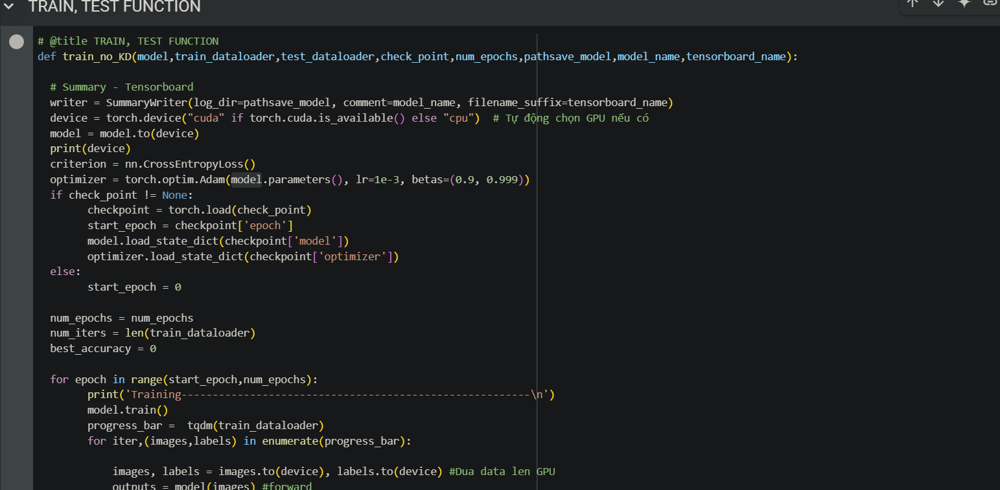 TRAIN, TEST FUNCTION
# @title TRAIN, TEST FUNCTION
def train_no_KD(model,train_dataloader,test_dataloader,check_point,num_epochs,pathsave_model,model_name,tensorboard_name):
# Summary - Tensorboard
writer = SummaryWriter(log_dir=pathsave_model, comment=model_name, filename_suffix=tensorboard_name)
device = torch.device("cuda" if torch.cuda.is_available() else "cpu")  # Tự động chọn GPU nếu có
model = model.to(device)
print(device)
criterion = nn.CrossEntropyLoss()
optimizer = torch.optim.Adam(model.parameters(), lr=1e-3, betas=(0.9, 0.999))
if check_point != None:
checkpoint = torch.load(check_point)
start_epoch = checkpoint['epoch']
model.load_state_dict(checkpoint['model'])
optimizer.load_state_dict(checkpoint['optimizer'])
else:
start_epoch = 0
num_epochs = num_epochs
num_iters = len(train_dataloader)
best_accuracy = 0
for epoch in range(start_epoch,num_epochs):
print('Training--------------------------------------------------------\n')
model.train()
progress_bar =  tqdm(train_dataloader)
for iter,(images,labels) in enumerate(progress_bar):
images, labels = images.to(device), labels.to(device) #Dua data len GPU
outputs = model(images) #forward